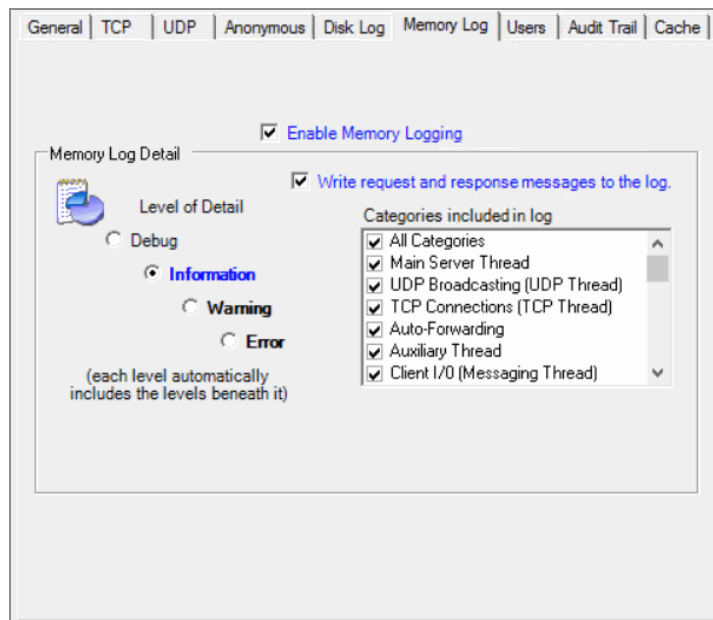 General TCP UDP Anonymous Disk Log Memory Log Users Audit Trail Cache
Enable Memory Logging
Memory Log Detail
Write request and response messages to the log.
Level of Detail
Categories included in log
Debug
All Categories
Main Server Thread
Information
UDP Broadcasting (UDP Thread)
Warning
TCP Connections (TCP Thread)
Auto-Forwarding
Error
Auxiliary Thread
(each level automatically
Client I/O (Messaging Thread)
includes the levels beneath it)